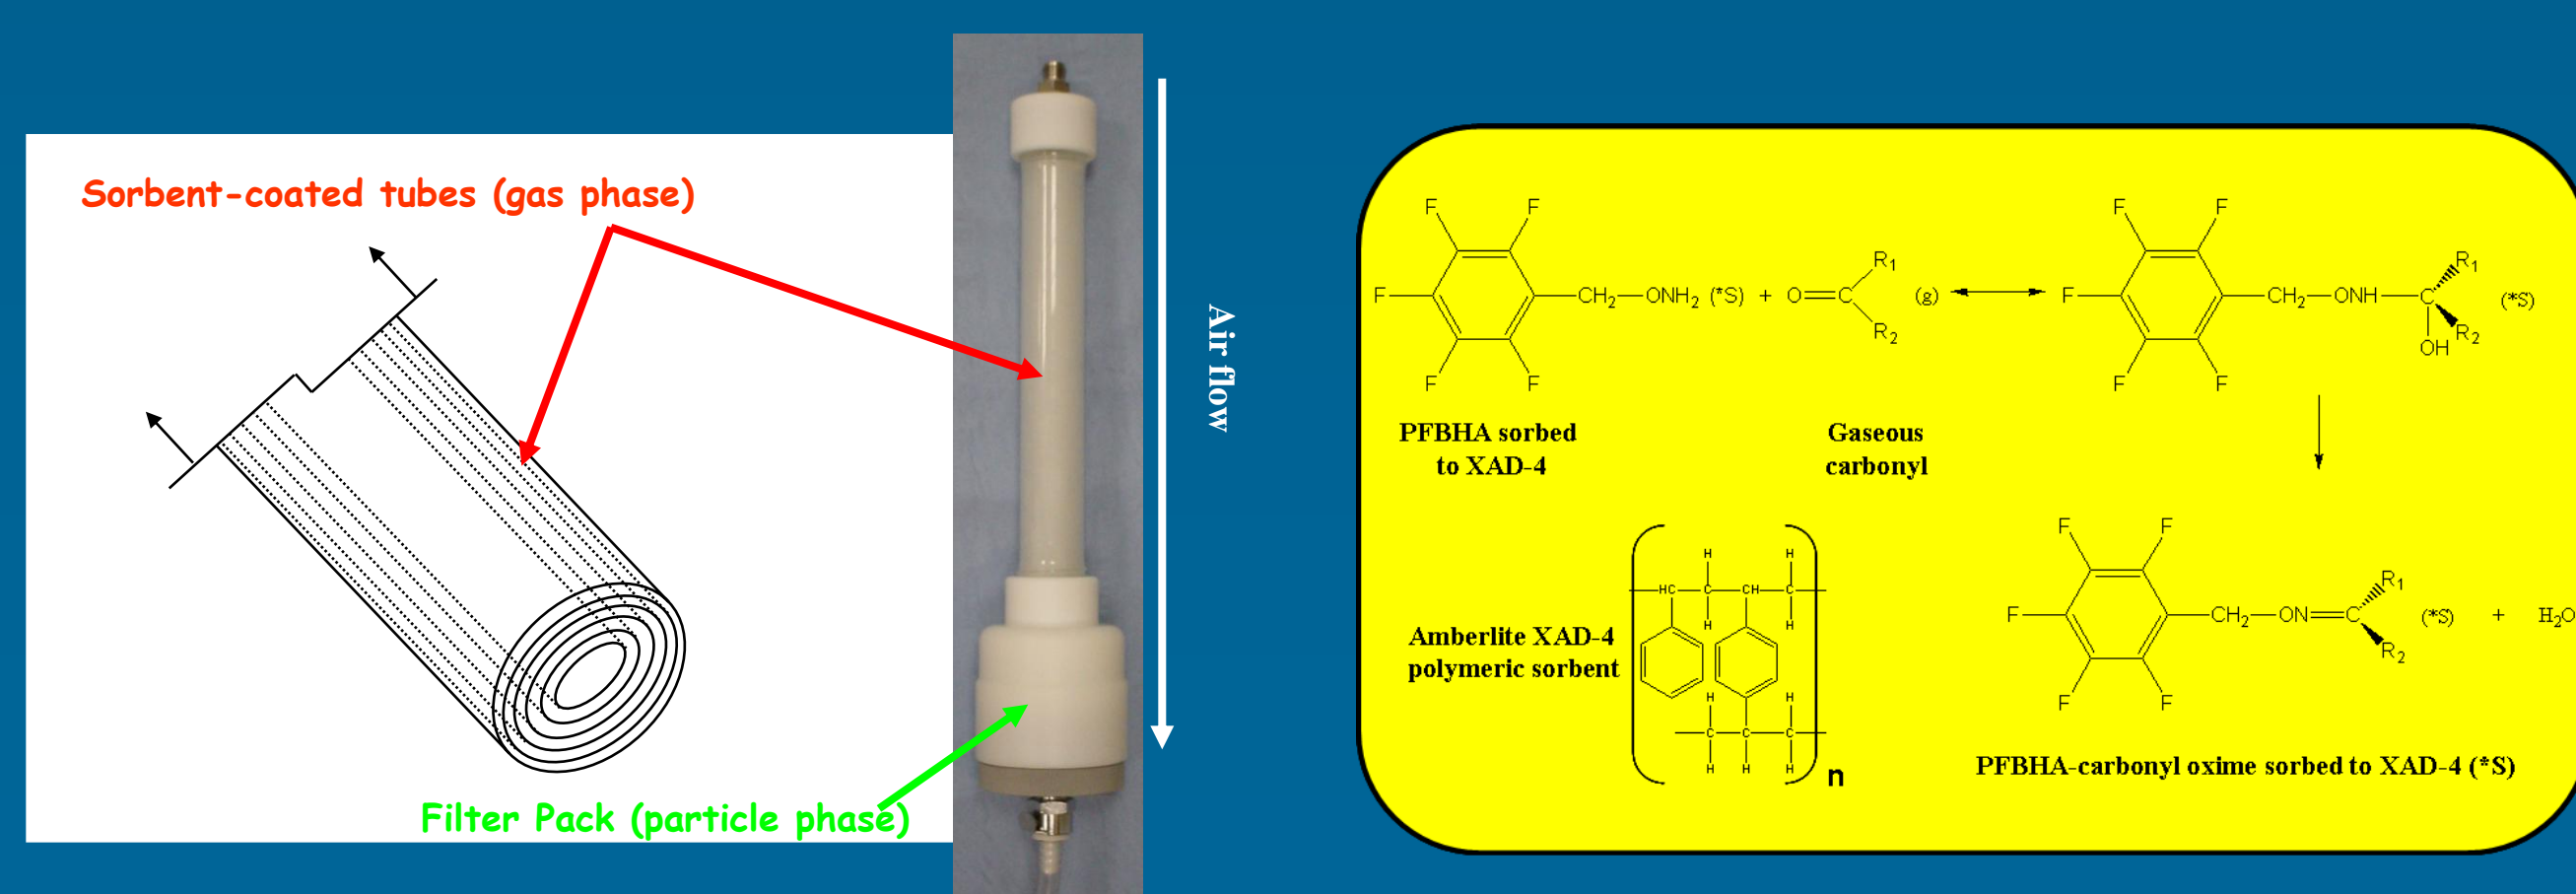 Sorbent-coated tubes (gas phase)
Filter Pack (particle phase)
Air flow
F F
F CH2 ONH2 (*S) + O C R1 R2 (g)
F F
F F
F CH2 ONH C R1 R2 OH (*S)
F F
PFBHA sorbed
to XAD-4
Gaseous
carbonyl
Amberlite XAD-4
polymeric sorbent
H H
HC C CH C
H H
H H
C C C
H H H
n
F F
F CH2 ON C R1 R2 (*S) + H2O
F F
PFBHA-carbonyl oxime sorbed to XAD-4 (*S)